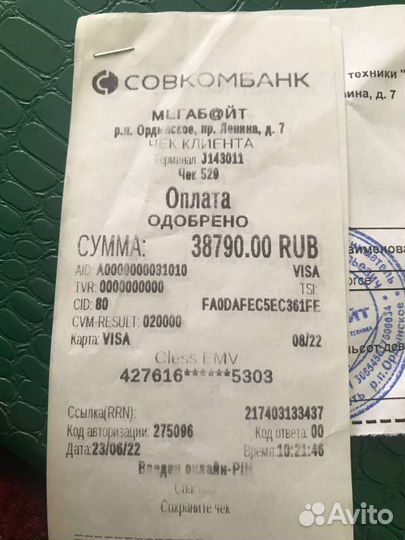 СОВКОМБАНК
МЕГАБ@ЙТ
р.п. Ордынское, пр. Ленина, д. 7
ЧЕК КЛИЕНТА
Терминал J143011
Чек 529
Оплата
ОДОБРЕНО
СУММА: 38790.00 RUB
AID: A0000000031010 VISA
TVR: 0000000000 TSI:
CID: 80 FA0DAFEC5EC361FE
CVM-RESULT: 020000
Карта: VISA 08/22
Cless EMV
427616******5303
Ссылка(RRN): 217403133437
Код авторизации: 275096 Код ответа: 00
Дата:23/06/22 Время:10:21:46
Введен онлайн-PIN
Сохраните чек
техники "
д. 7
р.п. Ордынское
Avito